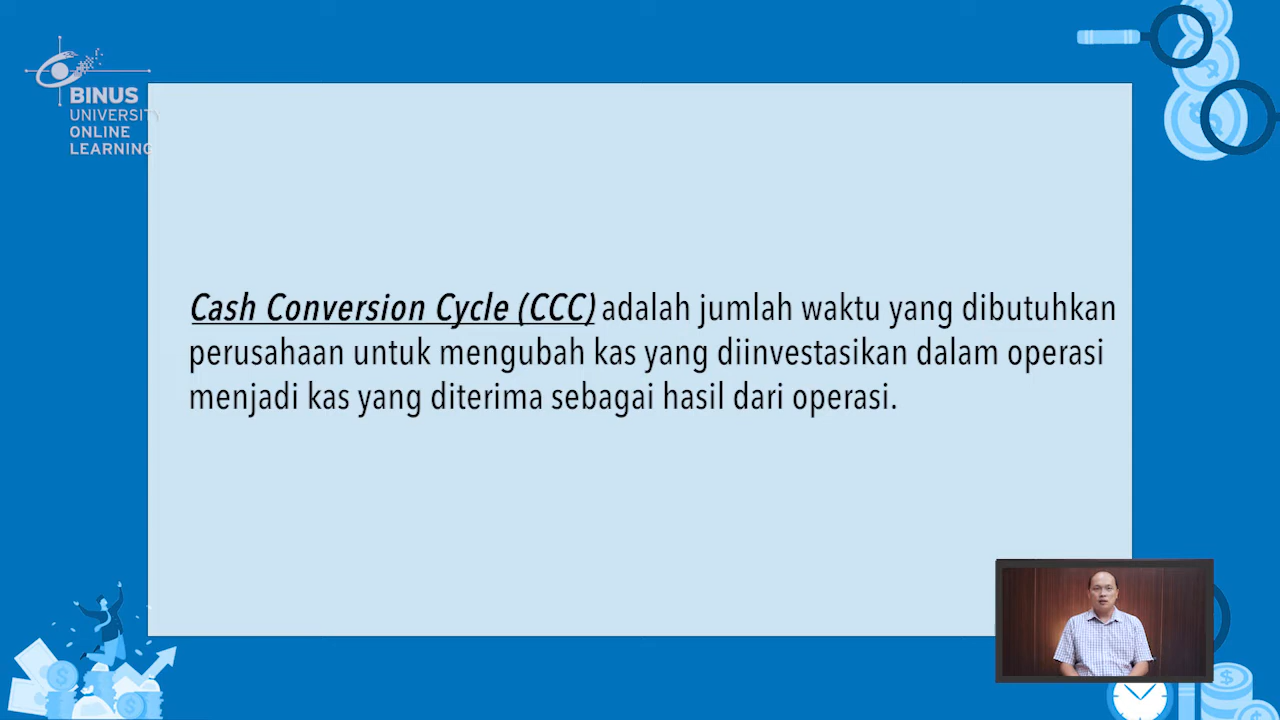 BINUS
UNIVERSITY
ONLINE
LEARNING
Cash Conversion Cycle (CCC) adalah jumlah waktu yang dibutuhkan
perusahaan untuk mengubah kas yang diinvestasikan dalam operasi
menjadi kas yang diterima sebagai hasil dari operasi.